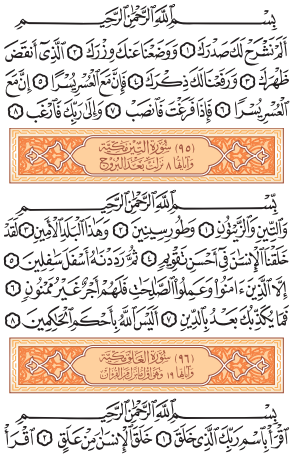 بِسْمِ ٱللَّهِ ٱلرَّحْمَٰنِ ٱلرَّحِيمِ
أَلَمْ نَشْرَحْ لَكَ صَدْرَكَ ١ وَوَضَعْنَا عَنكَ وِزْرَكَ ٢ ٱلَّذِىٓ أَنقَضَ
ظَهْرَكَ ٣ وَرَفَعْنَا لَكَ ذِكْرَكَ ٤ فَإِنَّ مَعَ ٱلْعُسْرِ يُسْرًا ٥ إِنَّ مَعَ
ٱلْعُسْرِ يُسْرًا ٦ فَإِذَا فَرَغْتَ فَٱنصَبْ ٧ وَإِلَىٰ رَبِّكَ فَٱرْغَب ٨
(٩٥) سُورَةُ التِّينِ مَكِّيَّة
وَآيَاتُهَا ٨ نَزَلَتْ بَعْدَ البُرُوج
بِسْمِ ٱللَّهِ ٱلرَّحْمَٰنِ ٱلرَّحِيمِ
وَٱلتِّينِ وَٱلزَّيْتُونِ ١ وَطُورِ سِينِينَ ٢ وَهَٰذَا ٱلْبَلَدِ ٱلْأَمِينِ ٣ لَقَدْ
خَلَقْنَا ٱلْإِنسَٰنَ فِىٓ أَحْسَنِ تَقْوِيمٍ ٤ ثُمَّ رَدَدْنَٰهُ أَسْفَلَ سَٰفِلِينَ ٥
إِلَّا ٱلَّذِينَ ءَامَنُوا۟ وَعَمِلُوا۟ ٱلصَّٰلِحَٰتِ فَلَهُمْ أَجْرٌ غَيْرُ مَمْنُونٍ ٦
فَمَا يُكَذِّبُكَ بَعْدُ بِٱلدِّينِ ٧ أَلَيْسَ ٱللَّهُ بِأَحْكَمِ ٱلْحَٰكِمِينَ ٨
(٩٦) سُورَةُ العَلَق مَكِّيَّة
وَآيَاتُهَا ١٩ وَهِيَ أَوَّلُ مَا نَزَلَ مِنَ القُرْآن
بِسْمِ ٱللَّهِ ٱلرَّحْمَٰنِ ٱلرَّحِيمِ
ٱقْرَأْ بِٱسْمِ رَبِّكَ ٱلَّذِى خَلَقَ ١ خَلَقَ ٱلْإِنسَٰنَ مِنْ عَلَقٍ ٢ ٱقْرَأْ